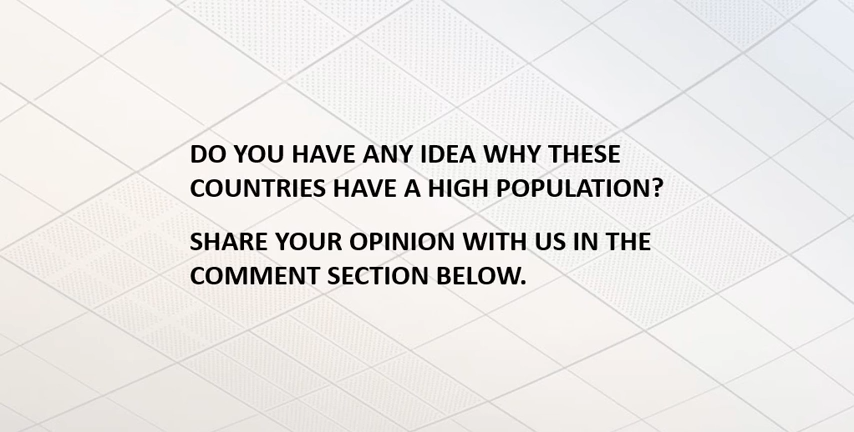 DO YOU HAVE ANY IDEA WHY THESE
COUNTRIES HAVE A HIGH POPULATION?
SHARE YOUR OPINION WITH US IN THE
COMMENT SECTION BELOW.